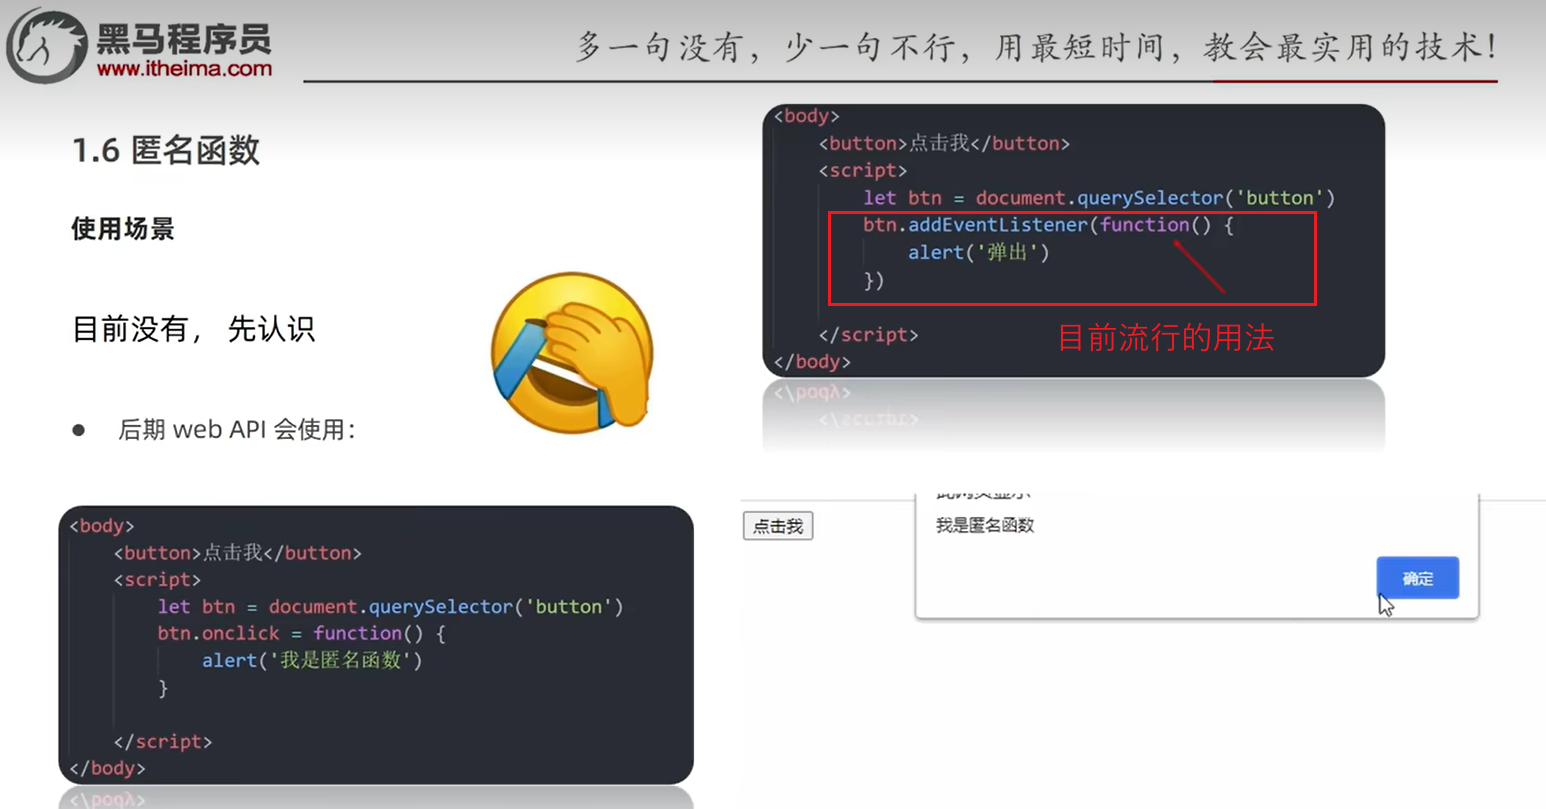 黑马程序员
www.itheima.com
多一句没有，少一句不行，用最短时间，教会最实用的技术！
1.6 匿名函数
使用场景
目前没有， 先认识
● 后期 web API 会使用：
<body>
    <button>点击我</button>
    <script>
        let btn = document.querySelector('button')
        btn.onclick = function() {
            alert('我是匿名函数')
        }
    </script>
</body>
<body>
    <button>点击我</button>
    <script>
        let btn = document.querySelector('button')
        btn.addEventListener(function() {
            alert('弹出')
        })
    </script>
</body>
目前流行的用法
点击我
此网页显示
我是匿名函数
确定